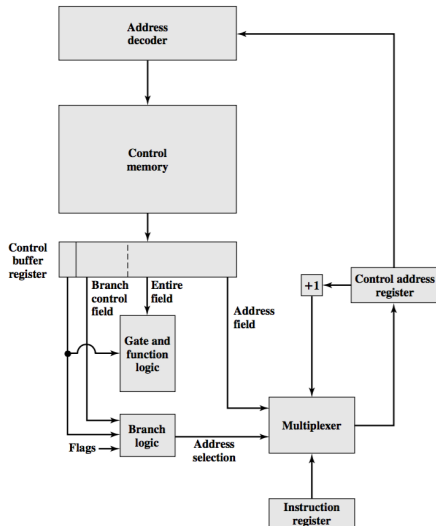 Address
decoder
Control
memory
Control
buffer
register
Branch
control
field
Entire
field
Address
field
+1
Control address
register
Gate and
function
logic
Multiplexer
Branch
logic
Flags
Address
selection
Instruction
register